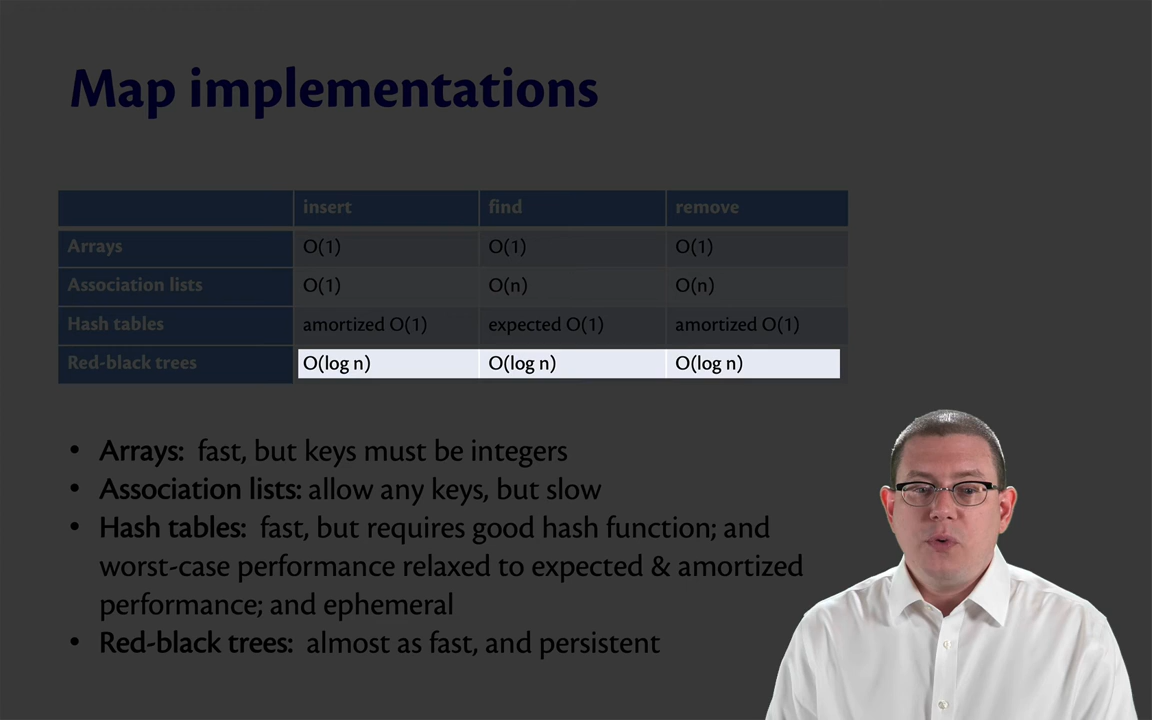 Map implementations
insert find remove
Arrays O(1) O(1) O(1)
Association lists O(1) O(n) O(n)
Hash tables amortized O(1) expected O(1) amortized O(1)
Red-black trees O(log n) O(log n) O(log n)
• Arrays: fast, but keys must be integers
• Association lists: allow any keys, but slow
• Hash tables: fast, but requires good hash function; and
worst-case performance relaxed to expected & amortized
performance; and ephemeral
• Red-black trees: almost as fast, and persistent